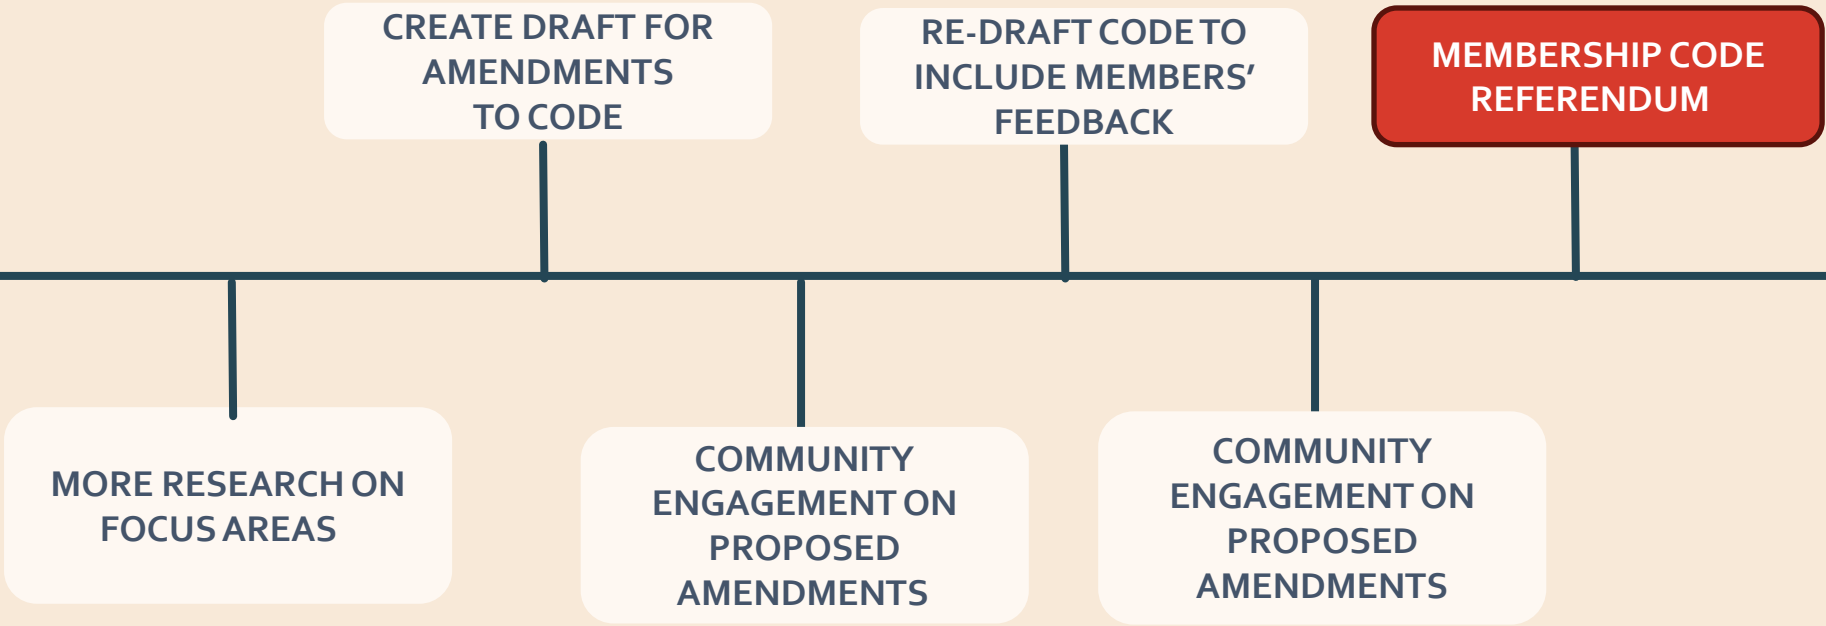 CREATE DRAFT FOR
AMENDMENTS
TO CODE
RE-DRAFT CODE TO
INCLUDE MEMBERS’
FEEDBACK
MEMBERSHIP CODE
REFERENDUM
MORE RESEARCH ON
FOCUS AREAS
COMMUNITY
ENGAGEMENT ON
PROPOSED
AMENDMENTS
COMMUNITY
ENGAGEMENT ON
PROPOSED
AMENDMENTS